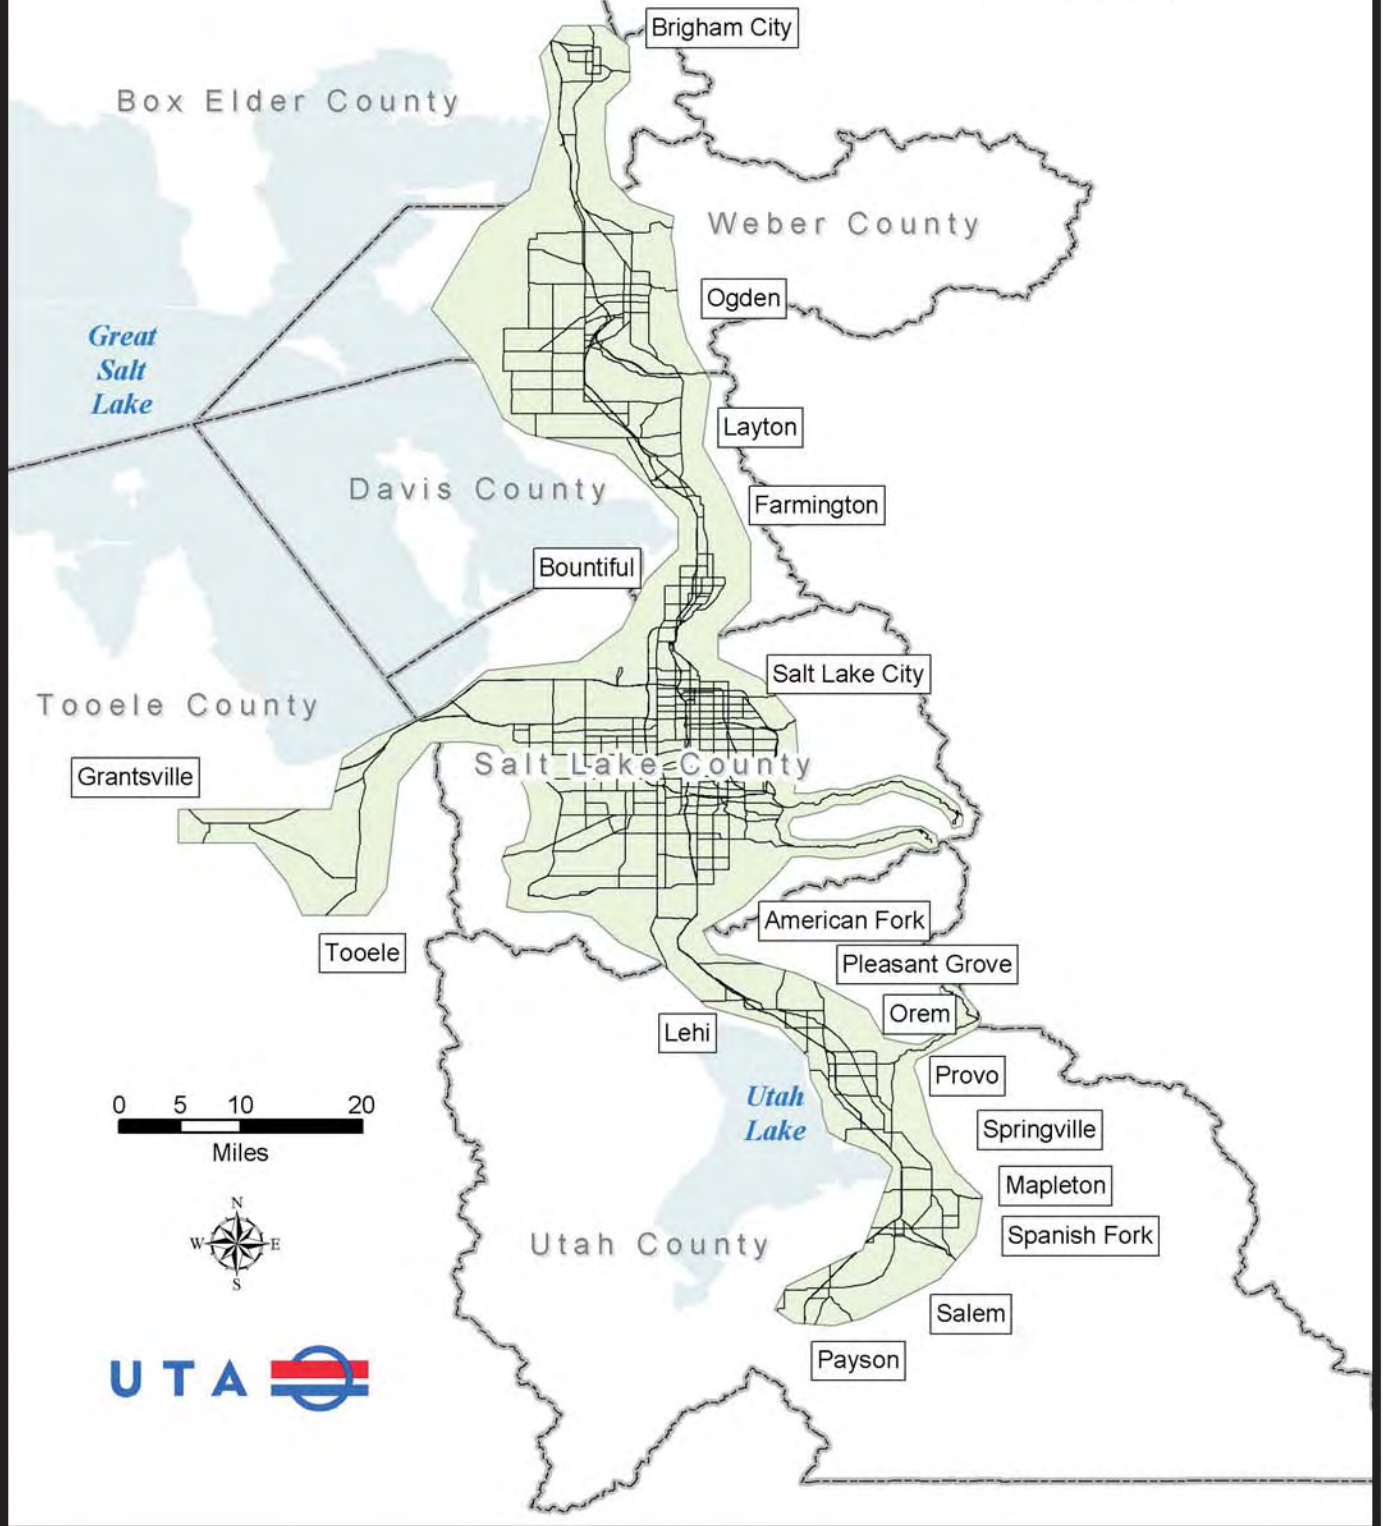 Brigham City
Box Elder County
Weber County
Ogden
Great
Salt
Lake
Layton
Davis County
Farmington
Bountiful
Salt Lake City
Tooele County
Salt Lake County
Grantsville
American Fork
Tooele
Pleasant Grove
Orem
Lehi
Provo
Utah
Lake
0 5 10 20
Miles
Springville
Mapleton
N
W E
S
Spanish Fork
Utah County
Salem
Payson
UTA